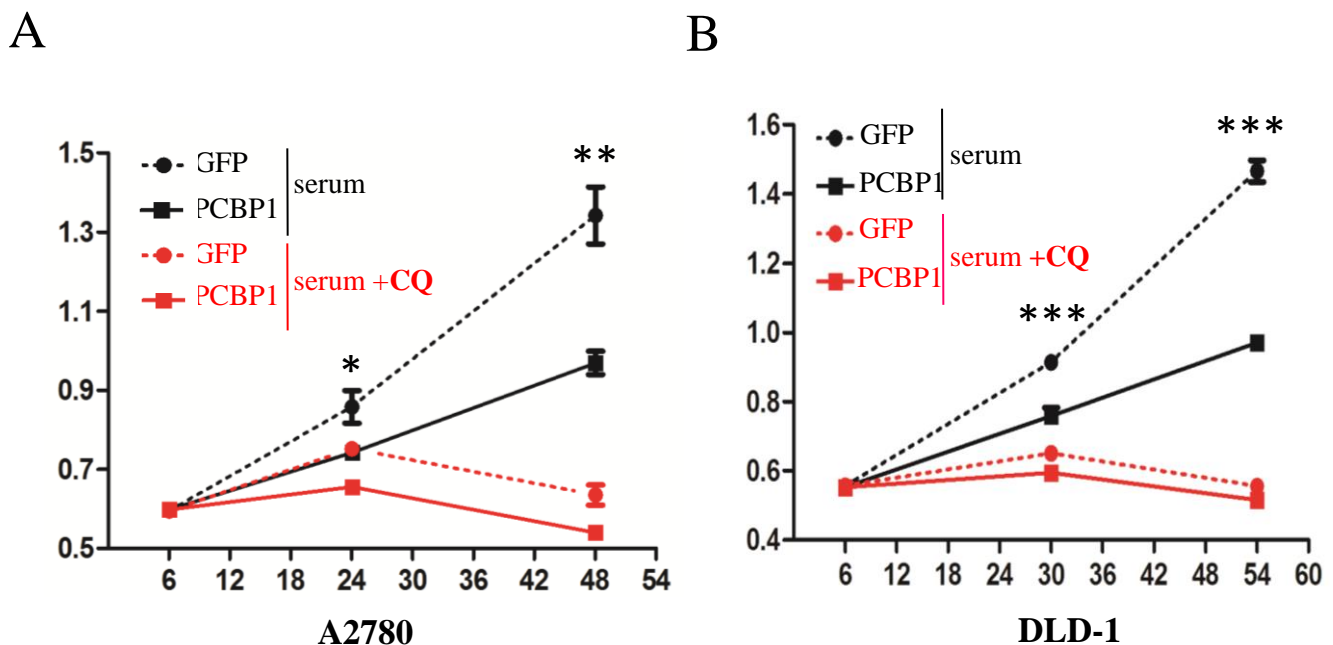 A
B
**
1.5
GFP
serum
PCBP1
1.3
GFP
serum +CQ
PCBP1
1.1
*
0.9
0.7
0.5
6 12 18 24 30 36 42 48 54
A2780
***
1.6
GFP
serum
PCBP1
1.4
GFP
serum +CQ
PCBP1
1.2
***
1.0
0.8
0.6
0.4
6 12 18 24 30 36 42 48 54 60
DLD-1